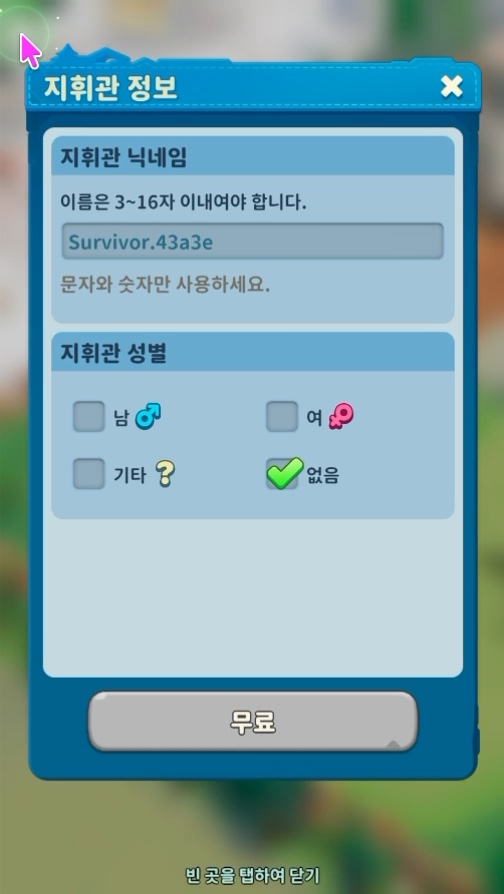 지휘관 정보
지휘관 닉네임
이름은 3~16자 이내여야 합니다.
Survivor.43a3e
문자와 숫자만 사용하세요.
지휘관 성별
남
여
기타
없음
무료
빈 곳을 탭하여 닫기